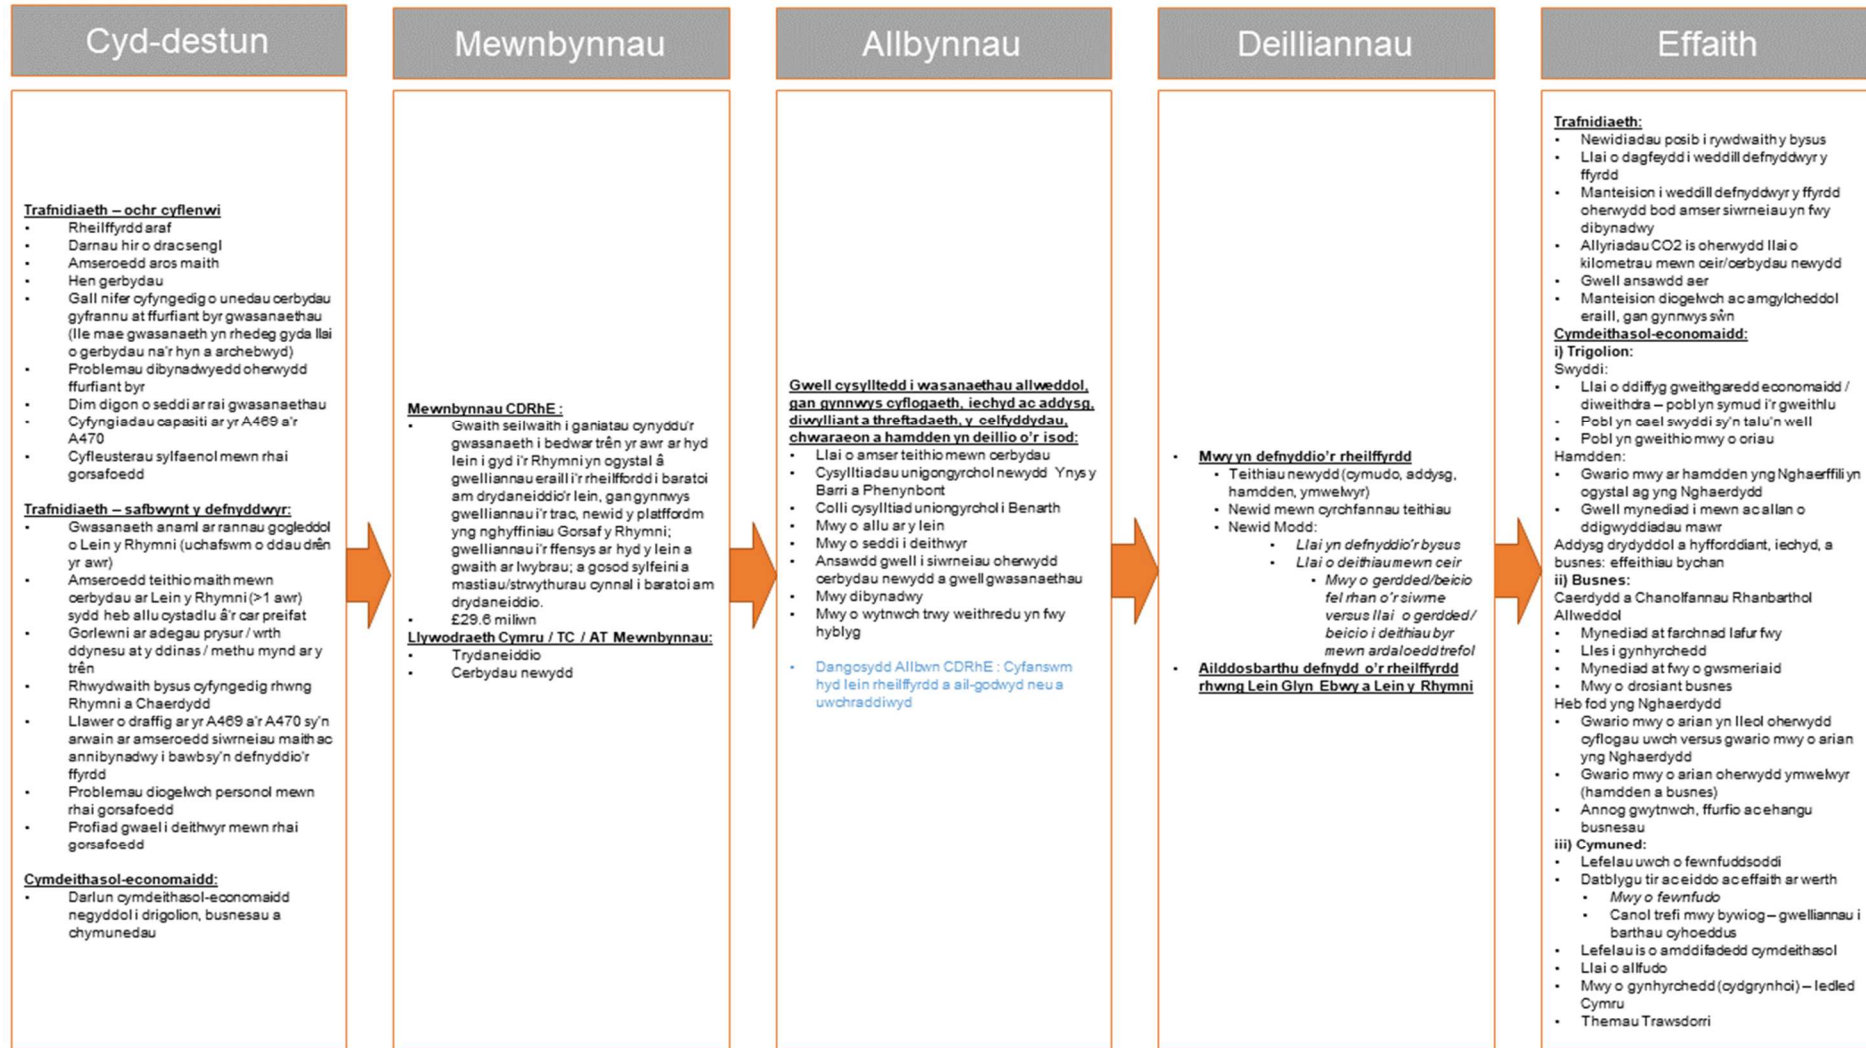 Cyd-destun
Trafnidiaeth – ochr cyflenwi
• Rheilffyrdd araf
• Darnau hir o drac sengl
• Amseroedd aros maith
• Hen gerbydau
• Gall nifer cyfyngedig o unedau cerbydau
gyfrannu at ffurfiant byr gwasanaethau
(lle mae gwasanaeth yn rhedeg gyda llai
o gerbydau na'r hyn a archebwyd)
• Problemau dibynadwyedd oherwydd
ffurfiant byr
• Dim digon o seddi ar rai gwasanaethau
• Cyfyngiadau capasiti ar yr A469 a'r
A470
• Cyfleusterau sylfaenol mewn rhai
gorsafoedd
Trafnidiaeth – safbwynt y defnyddwyr:
• Gwasanaeth anaml ar rannau gogleddol
o Lein y Rhymni (uchafswm o ddau drên
yr awr)
• Amseroedd teithio maith mewn
cerbydau ar Lein y Rhymni (>1 awr)
sydd heb allu cystadlu â'r car preifat
• Gorlewni ar adegau prysur / wrth
ddynesu at y ddinas / methu mynd ar y
trên
• Rhwydwaith bysus cyfyngedig rhwng
Rhymni a Chaerdydd
• Llawer o draffig ar yr A469 a'r A470 sy'n
arwain ar amseroedd siwrneiau maith ac
annibynadwy i bawb sy'n defnyddio'r
ffyrdd
• Problemau diogelwch personol mewn
rhai gorsafoedd
• Profiad gwael i deithwyr mewn rhai
gorsafoedd
Cymdeithasol-economaidd:
• Darlun cymdeithasol-economaidd
negyddol i drigolion, busnesau a
chymunedau
Mewnbynnau
Mewnbynnau CDRhE :
• Gwaith seilwaith i ganiatau cynyddu'r
gwasanaeth i bedwar trên yr awr ar hyd
lein i gyd i'r Rhymni yn ogystal â
gwelliannau eraill i'r rheilffordd i baratoi
am drydaneiddio'r lein, gan gynnwys
gwelliannau i'r trac, newid y platfform
yng nghyffiniau Gorsaf y Rhymni;
gwelliannau i'r ffensys ar hyd y lein a
gwaith ar lwybrau; a gosod sylfeini a
mastiau/strwythurau cynnal i baratoi am
drydaneiddio.
• £29.6 miliwn
Llywodraeth Cymru / TC / AT Mewnbynnau:
• Trydaneiddio
• Cerbydau newydd
Allbynnau
Gwell cysylltedd i wasanaethau allweddol,
gan gynnwys cyflogaeth, iechyd ac addysg,
diwylliant a threftadaeth, y celfyddydau,
chwaraeon a hamdden yn deillio o'r isod:
• Llai o amser teithio mewn cerbydau
• Cysylltiadau unigongyrchol newydd Ynys y
Barri a Phenynbont
• Colli cysylltiad uniongyrchol i Benarth
• Mwy o allu ar y lein
• Mwy o seddi i deithwyr
• Ansawdd gwell i siwrneiau oherwydd
cerbydau newydd a gwell gwasanaethau
• Mwy dibynadwy
• Mwy o wytnwch trwy weithredu yn fwy
hyblyg
• Dangosydd Allbwn CDRhE : Cyfanswm
hyd lein rheilffyrdd a ail-godwyd neu a
uwchraddiwyd
Deilliannau
• Mwy yn defnyddio'r rheilffyrdd
• Teithiau newydd (cymudo, addysg,
hamdden, ymwelwyr)
• Newid mewn cyrchfannau teithiau
• Newid Modd:
• Llai yn defnyddio'r bysus
• Llai o deithiau mewn ceir
• Mwy o gerdded/beicio
fel rhan o'r siwrne
versus llai o gerdded/
beicio i deithiau byr
mewn ardaloedd trefol
• Ailddosbarthu defnydd o'r rheilffyrdd
rhwng Lein Glyn Ebwy a Lein y Rhymni
Effaith
Trafnidiaeth:
• Newidiadau posib i rywdwaith y bysus
• Llai o dagfeydd i weddill defnyddwyr y
ffyrdd
• Manteision i weddill defnyddwyr y ffyrdd
oherwydd bod amser siwrneiau yn fwy
dibynadwy
• Allyriadau CO2 is oherwydd llai o
kilometrau mewn ceir/cerbydau newydd
• Gwell ansawdd aer
• Manteision diogelwch ac amgylcheddol
eraill, gan gynnwys sŵn
Cymdeithasol-economaidd:
i) Trigolion:
Swyddi:
• Llai o ddiffyg gweithgaredd economaidd /
diweithdra – pobl yn symud i'r gweithlu
• Pobl yn cael swyddi sy'n talu'n well
• Pobl yn gweithio mwy o oriau
Hamdden:
• Gwario mwy ar hamdden yng Nghaerffili yn
ogystal ag yng Nghaerdydd
• Gwell mynediad i mewn ac allan o
ddigwyddiadau mawr
Addysg drydyddol a hyfforddiant, iechyd, a
busnes: effeithiau bychan
ii) Busnes:
Caerdydd a Chanolfannau Rhanbarthol
Allweddol
• Mynediad at farchnad lafur fwy
• Lles i gynhyrchedd
• Mynediad at fwy o gwsmeriaid
• Mwy o drosiant busnes
Heb fod yng Nghaerdydd
• Gwario mwy o arian yn lleol oherwydd
cyflogau uwch versus gwario mwy o arian
yng Nghaerdydd
• Gwario mwy o arian oherwydd ymwelwyr
(hamdden a busnes)
• Annog gwytnwch, ffurfio ac ehangu
busnesau
iii) Cymuned:
• Lefelau uwch o fewnfuddsoddi
• Datblygu tir ac eiddo ac effaith ar werth
• Mwy o fewnfudo
• Canol trefi mwy bywiog – gwelliannau i
barthau cyhoeddus
• Lefelau is o amddifadedd cymdeithasol
• Llai o allfudo
• Mwy o gynhyrchedd (cydgrynhoi) – ledled
Cymru
• Themau Trawsdorri